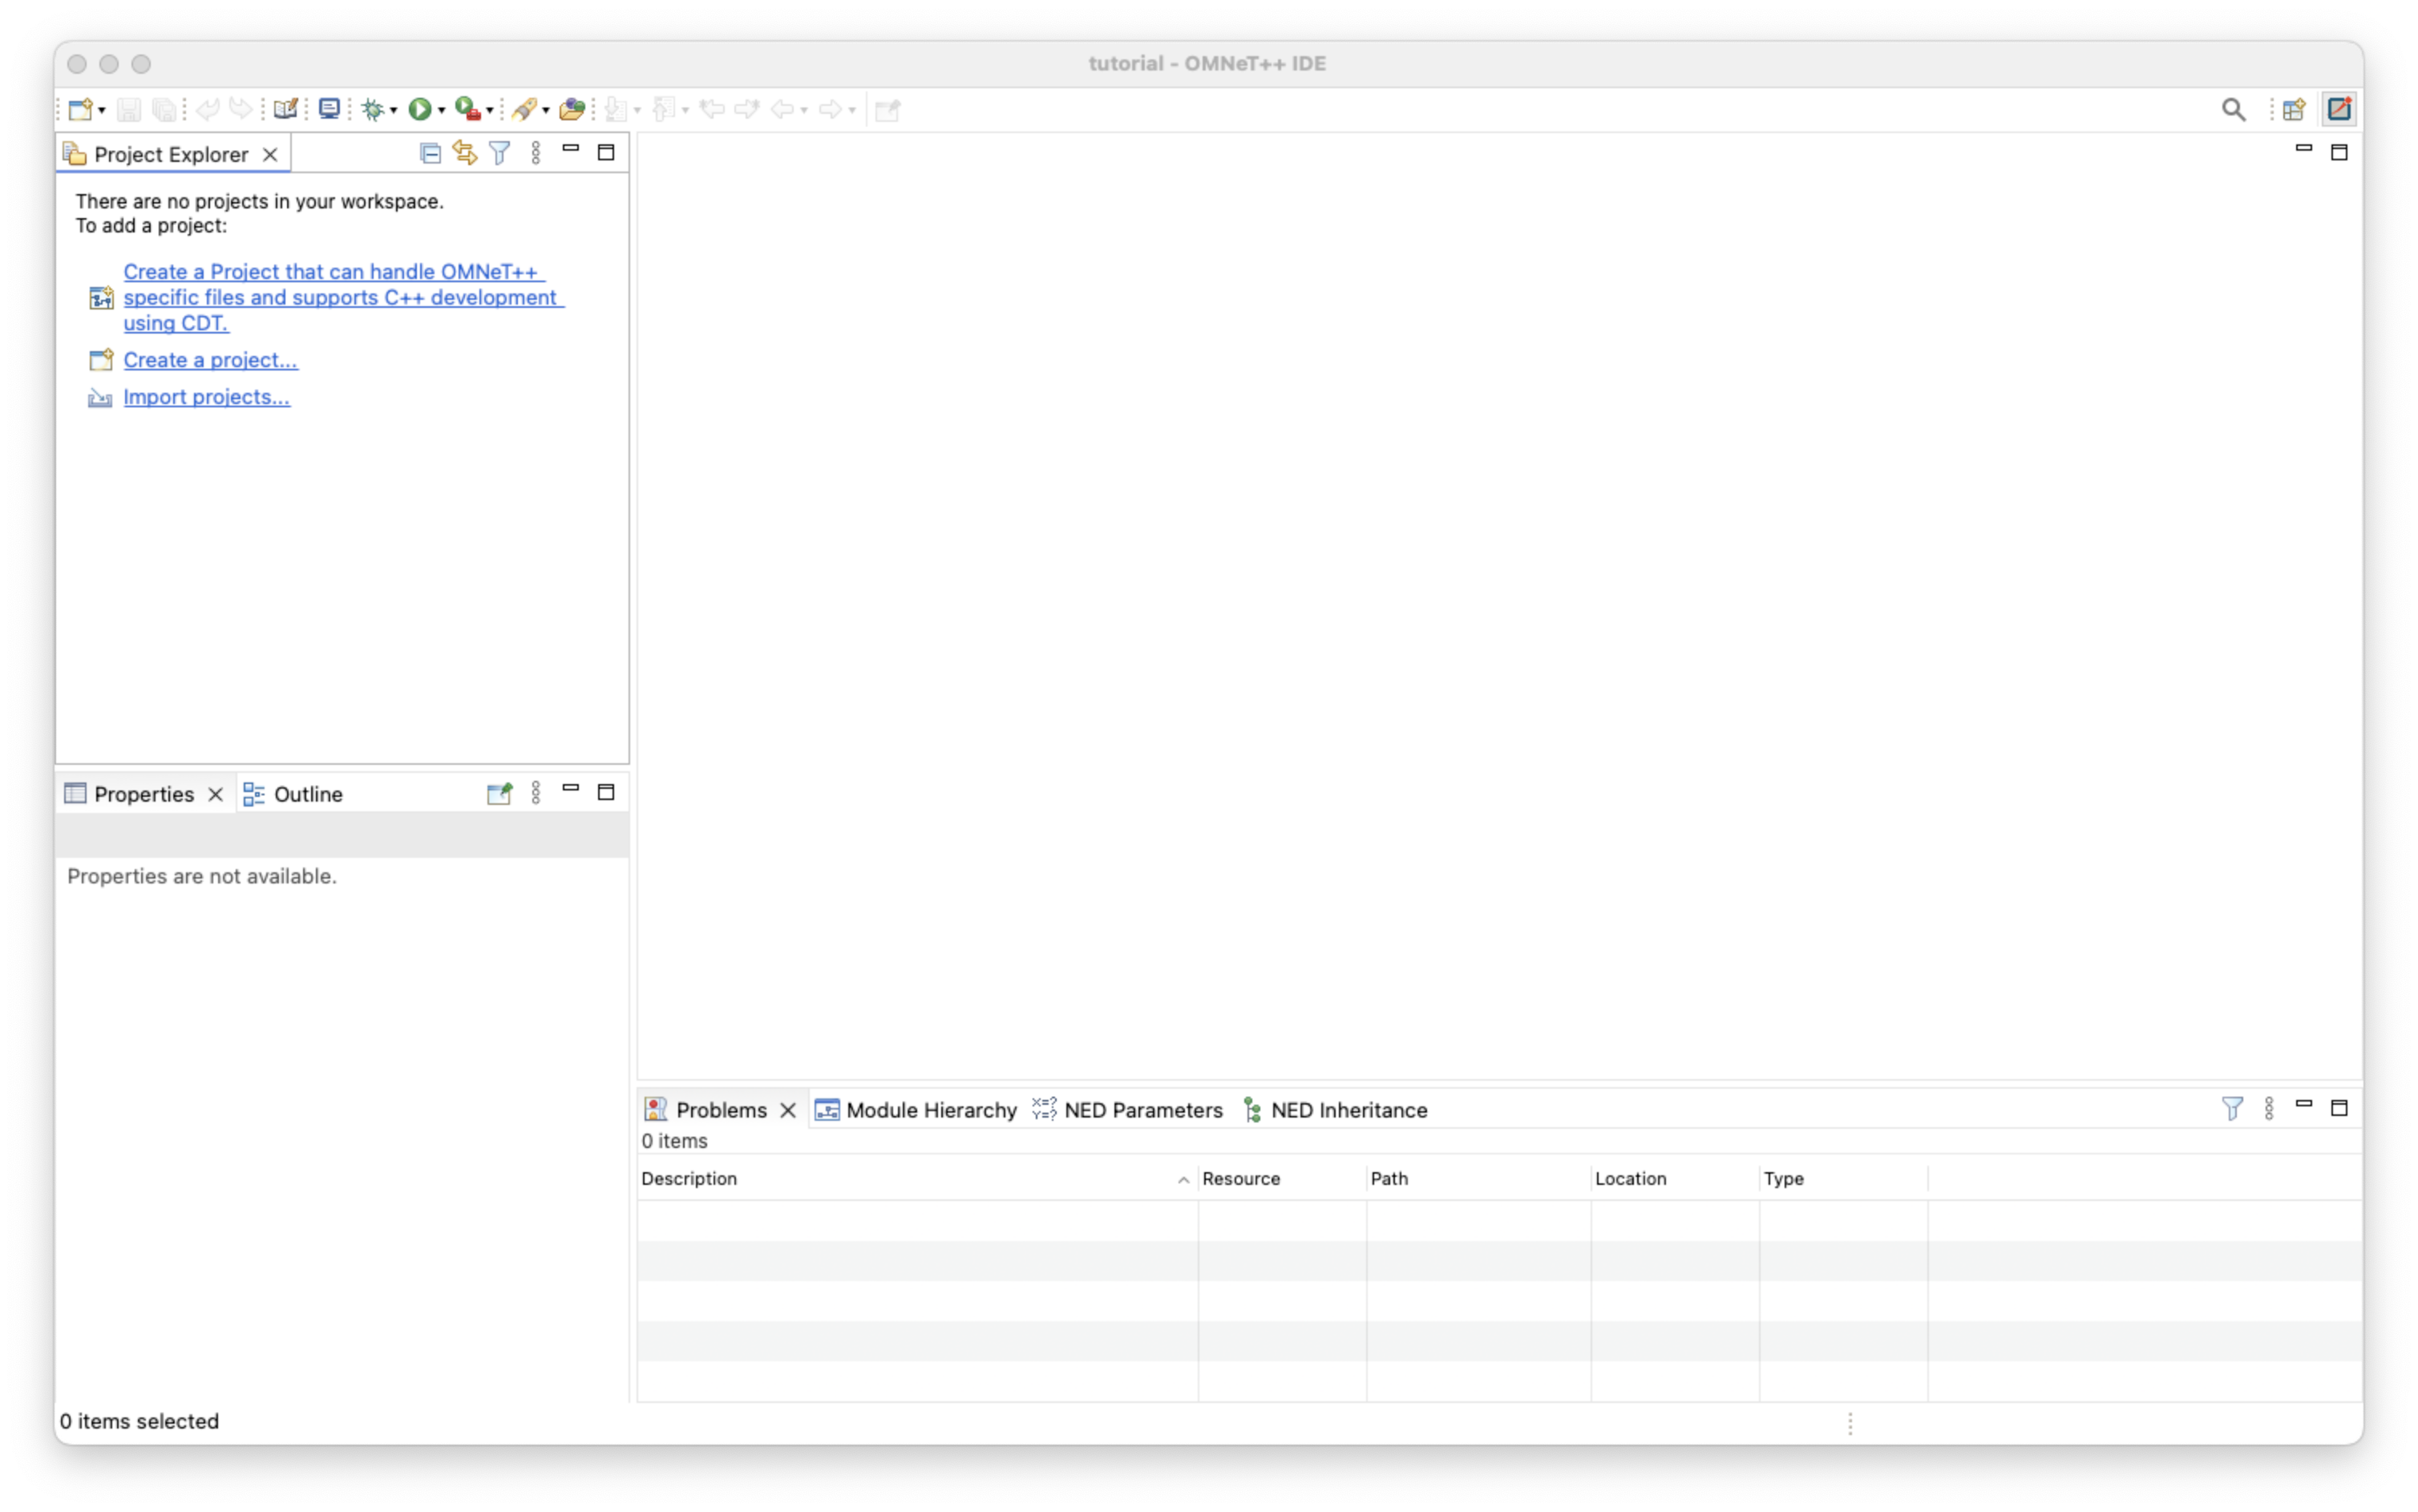 tutorial - OMNeT++ IDE
Project Explorer
There are no projects in your workspace.
To add a project:
Create a Project that can handle OMNeT++
specific files and supports C++ development
using CDT.
Create a project...
Import projects...
Properties
Outline
Properties are not available.
Problems
Module Hierarchy
X=?
Y=?
NED Parameters
NED Inheritance
0 items
Description
Resource
Path
Location
Type
0 items selected